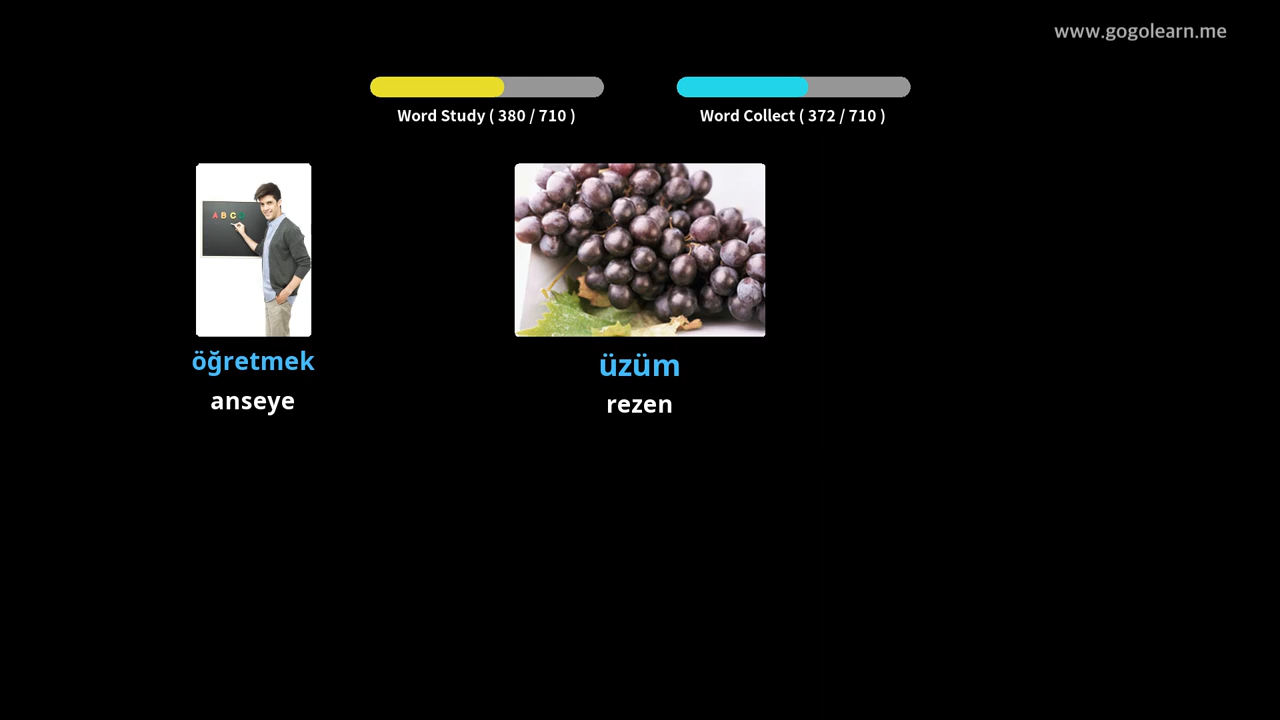 www.gogolearn.me
Word Study ( 380 / 710 )
Word Collect ( 372 / 710 )
A B C
öğretmek
anseye
üzüm
rezen